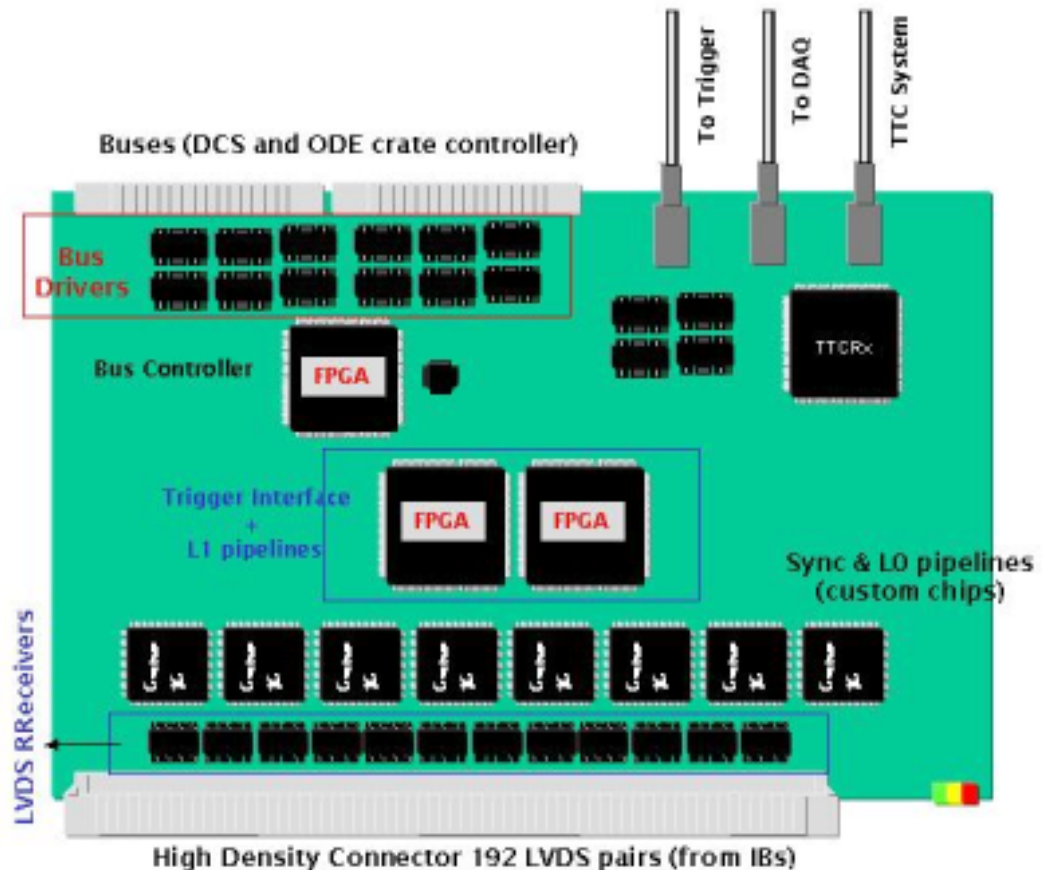 To Trigger
To DAQ
TTC System
Buses (DCS and ODE crate controller)
Bus
Drivers
TTCRx
Bus Controller
FPGA
Trigger Interface
+
L1 pipelines
FPGA
FPGA
Sync & L0 pipelines
(custom chips)
LVDS RReceivers
High Density Connector 192 LVDS pairs (from IBs)